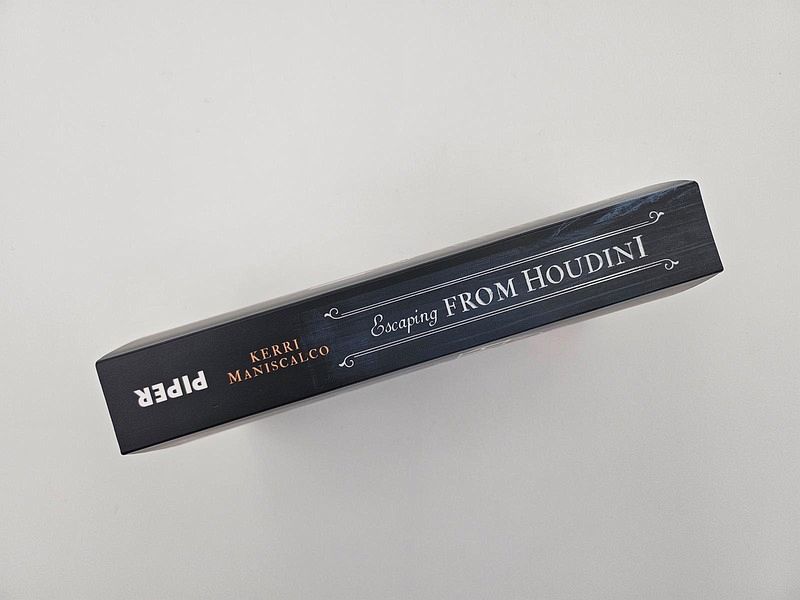 PIPER
KERRI
MANISCALCO
Escaping FROM HOUDINI